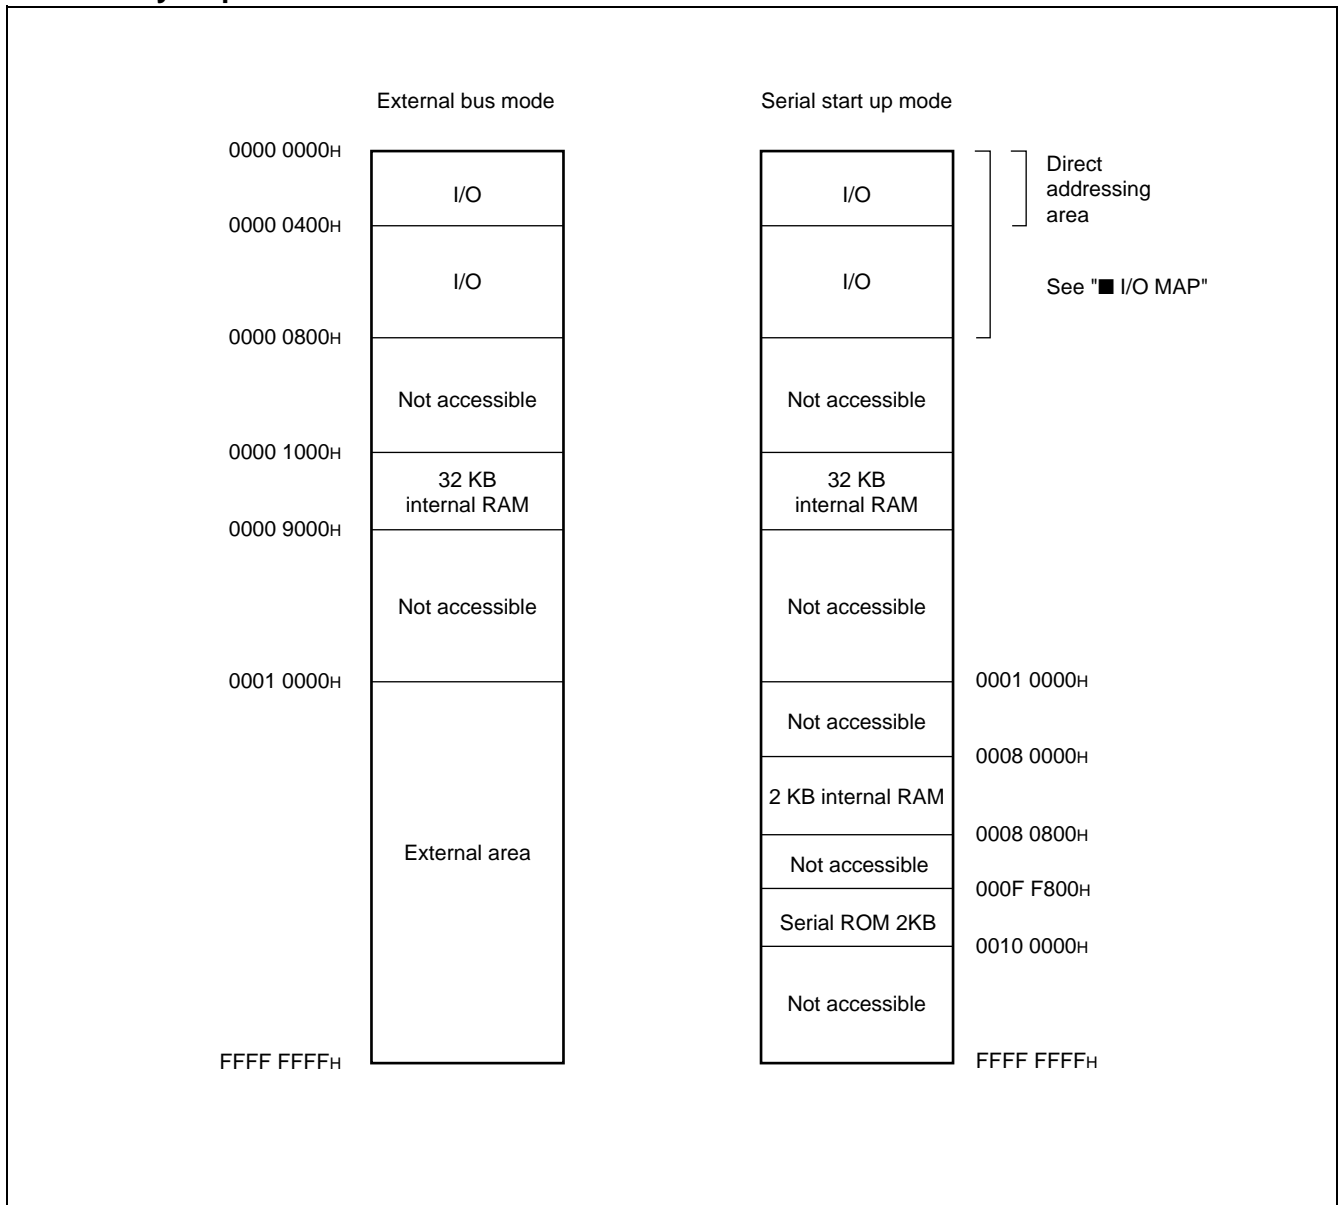 External bus mode
Serial start up mode
0000 0000H
I/O
I/O
Direct
addressing
area
0000 0400H
I/O
I/O
See "■ I/O MAP"
0000 0800H
Not accessible
Not accessible
0000 1000H
32 KB
internal RAM
32 KB
internal RAM
0000 9000H
Not accessible
Not accessible
0001 0000H
0001 0000H
Not accessible
0008 0000H
2 KB internal RAM
0008 0800H
External area
Not accessible
000F F800H
Serial ROM 2KB
0010 0000H
Not accessible
FFFF FFFFH
FFFF FFFFH